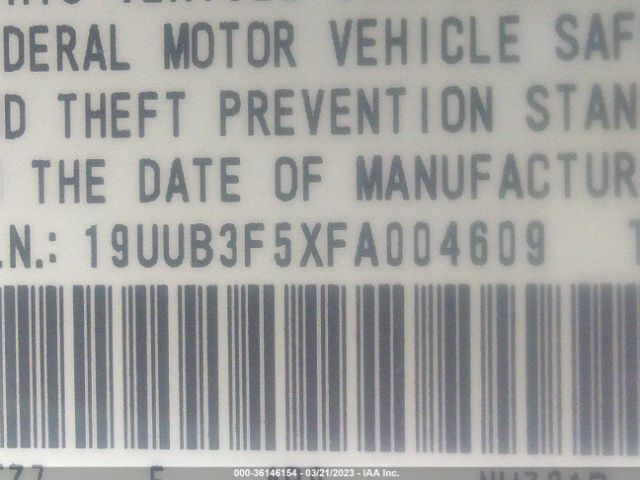 DERAL MOTOR VEHICLE SAF
D THEFT PREVENTION STAN
THE DATE OF MANUFACTUR
.N.: 19UUB3F5XFA004609
000-36146154 - 03/21/2023 - IAA Inc.